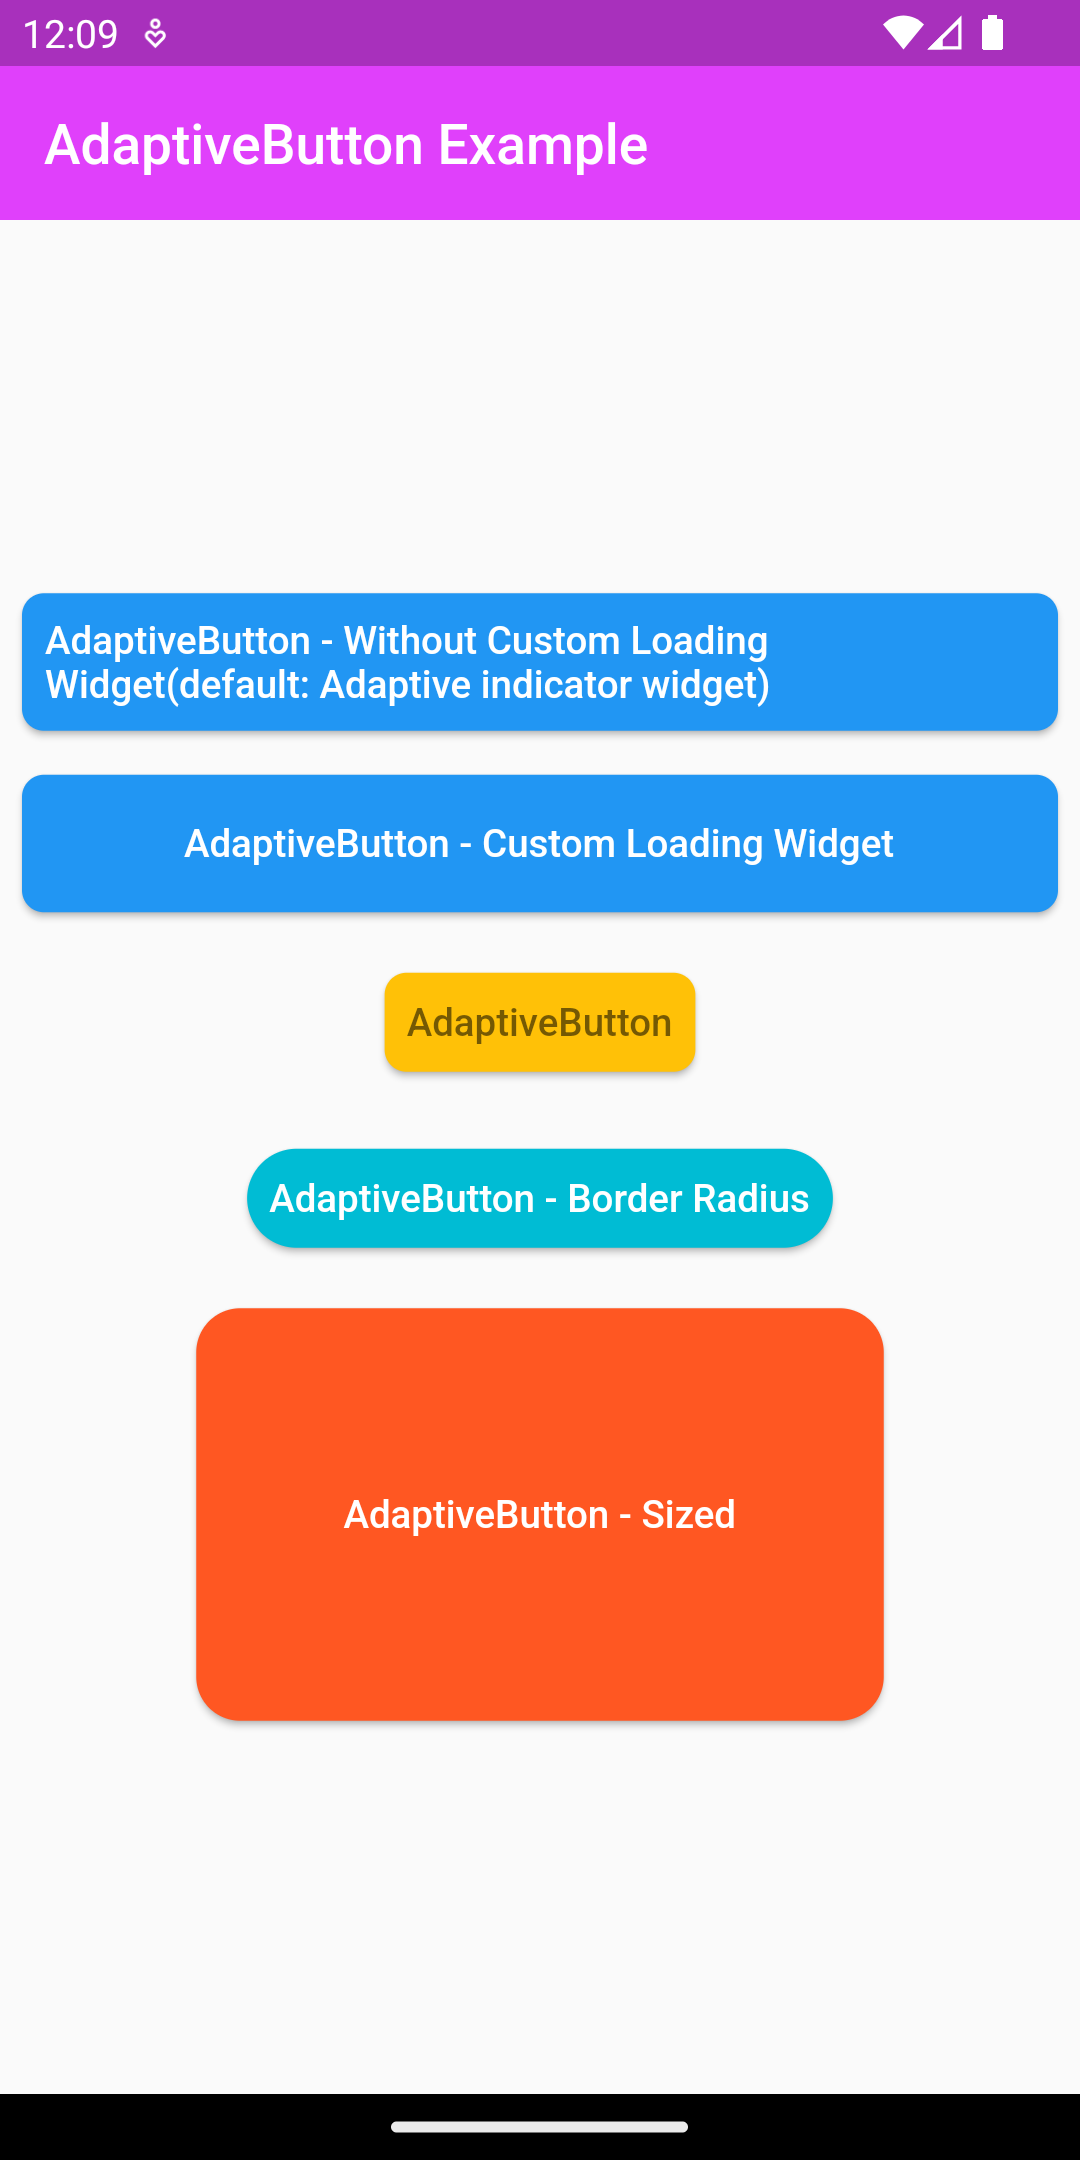 12:09
AdaptiveButton Example
AdaptiveButton - Without Custom Loading
Widget(default: Adaptive indicator widget)
AdaptiveButton - Custom Loading Widget
AdaptiveButton
AdaptiveButton - Border Radius
AdaptiveButton - Sized